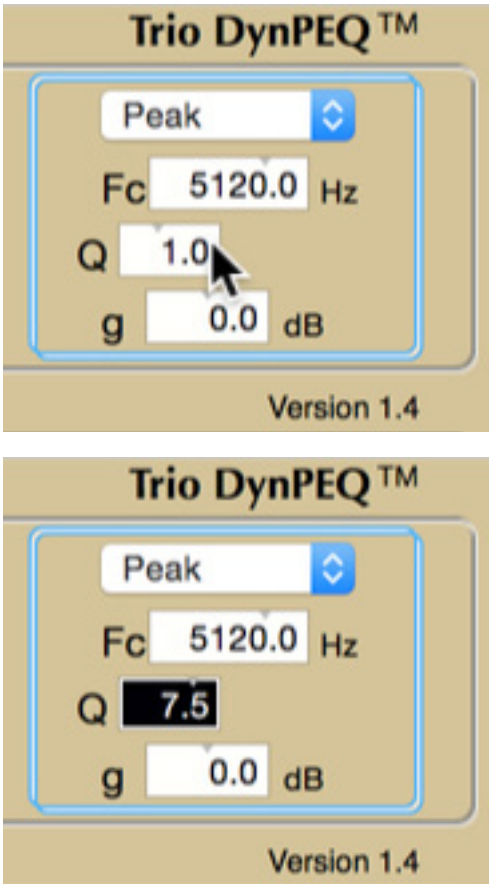 Trio DynPEQ™
Peak
Fc 5120.0 Hz
Q 1.0
g 0.0 dB
Version 1.4
Trio DynPEQ™
Peak
Fc 5120.0 Hz
Q 7.5
g 0.0 dB
Version 1.4